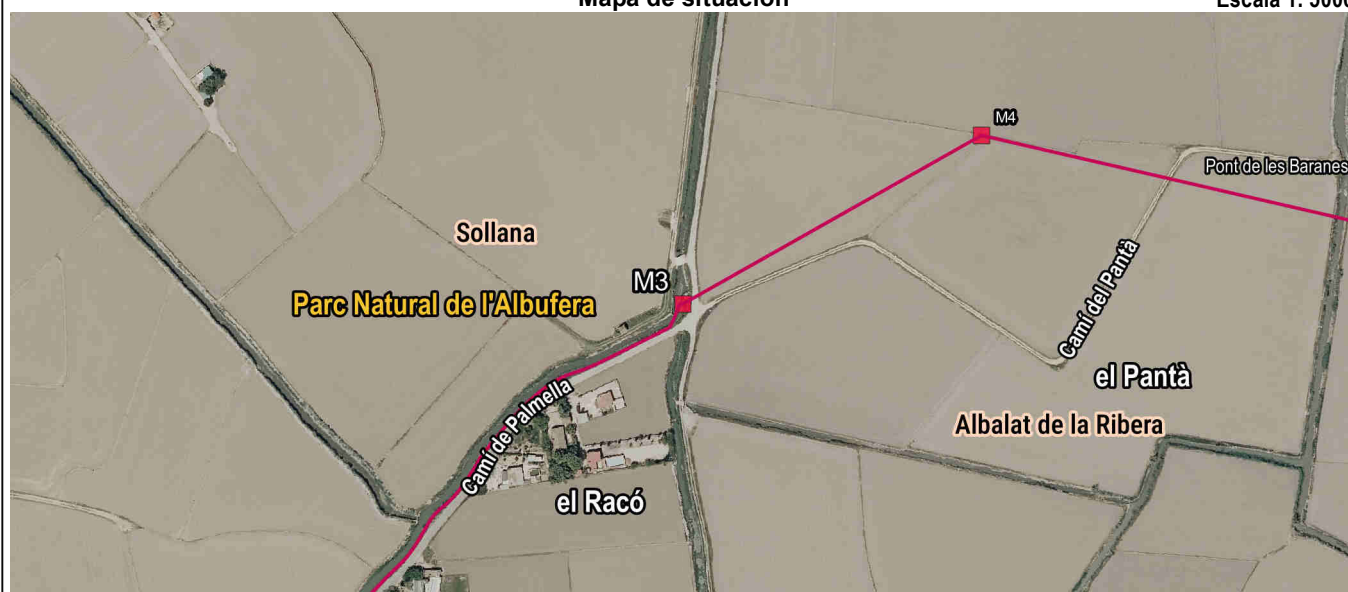 Mapa de situación
Escala 1: 5000
M4
Pont de les Baranes
Sollana
M3
Parc Natural de l'Albufera
Camí del Pantà
el Pantà
Camí de Palmella
Albalat de la Ribera
el Racó